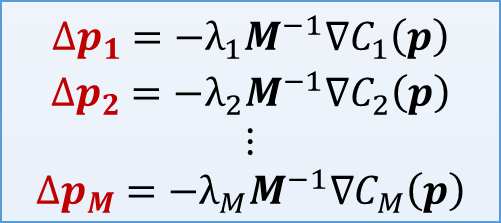 Δp₁ = −λ₁M⁻¹∇C₁(p)
Δp₂ = −λ₂M⁻¹∇C₂(p)
⋮
Δp_M = −λ_M M⁻¹∇C_M(p)